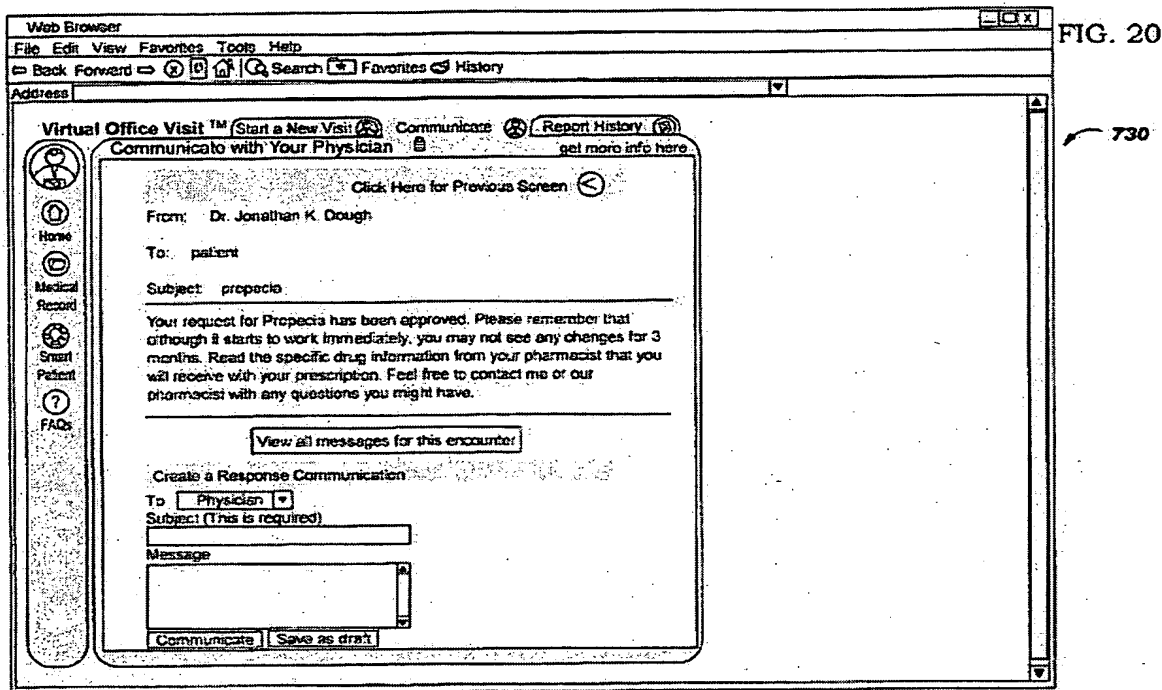 Web Browser
FIG. 20
File Edit View Favorites Tools Help
Back Forward Search Favorites History
Address
730
Virtual Office Visit ™ Start a New Visit Communicate Report History
Communicate with Your Physician get more info here
Click Here for Previous Screen
From: Dr. Jonathan K. Dough
Home
To: patient
Medical
Record
Subject: propecia
Your request for Propecia has been approved. Please remember that
although it starts to work immediately, you may not see any changes for 3
months. Read the specific drug information from your pharmacist that you
will receive with your prescription. Feel free to contact me or our
pharmacist with any questions you might have.
Smart
Patient
FAQs
View all messages for this encounter
Create a Response Communication
To Physician
Subject (This is required)
Message
Communicate Save as draft